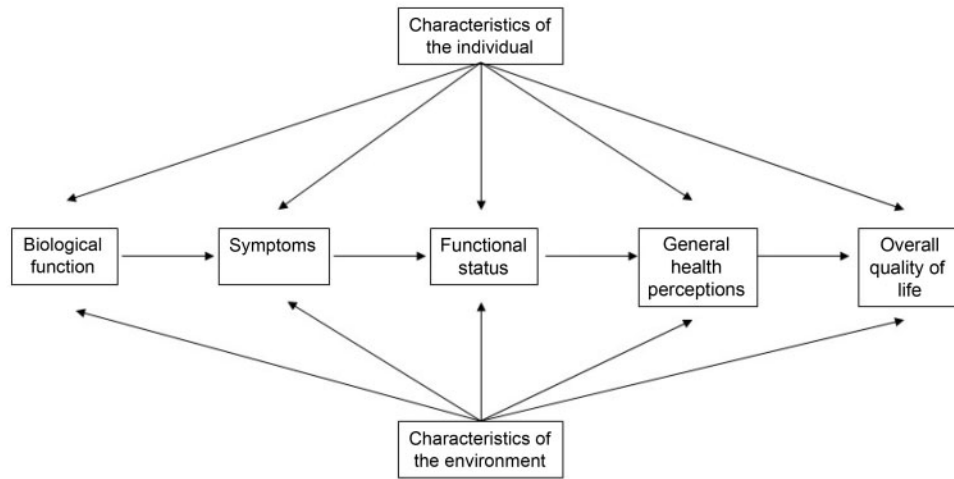 Characteristics of
the individual
Biological
function
Symptoms
Functional
status
General
health
perceptions
Overall
quality of
life
Characteristics of
the environment